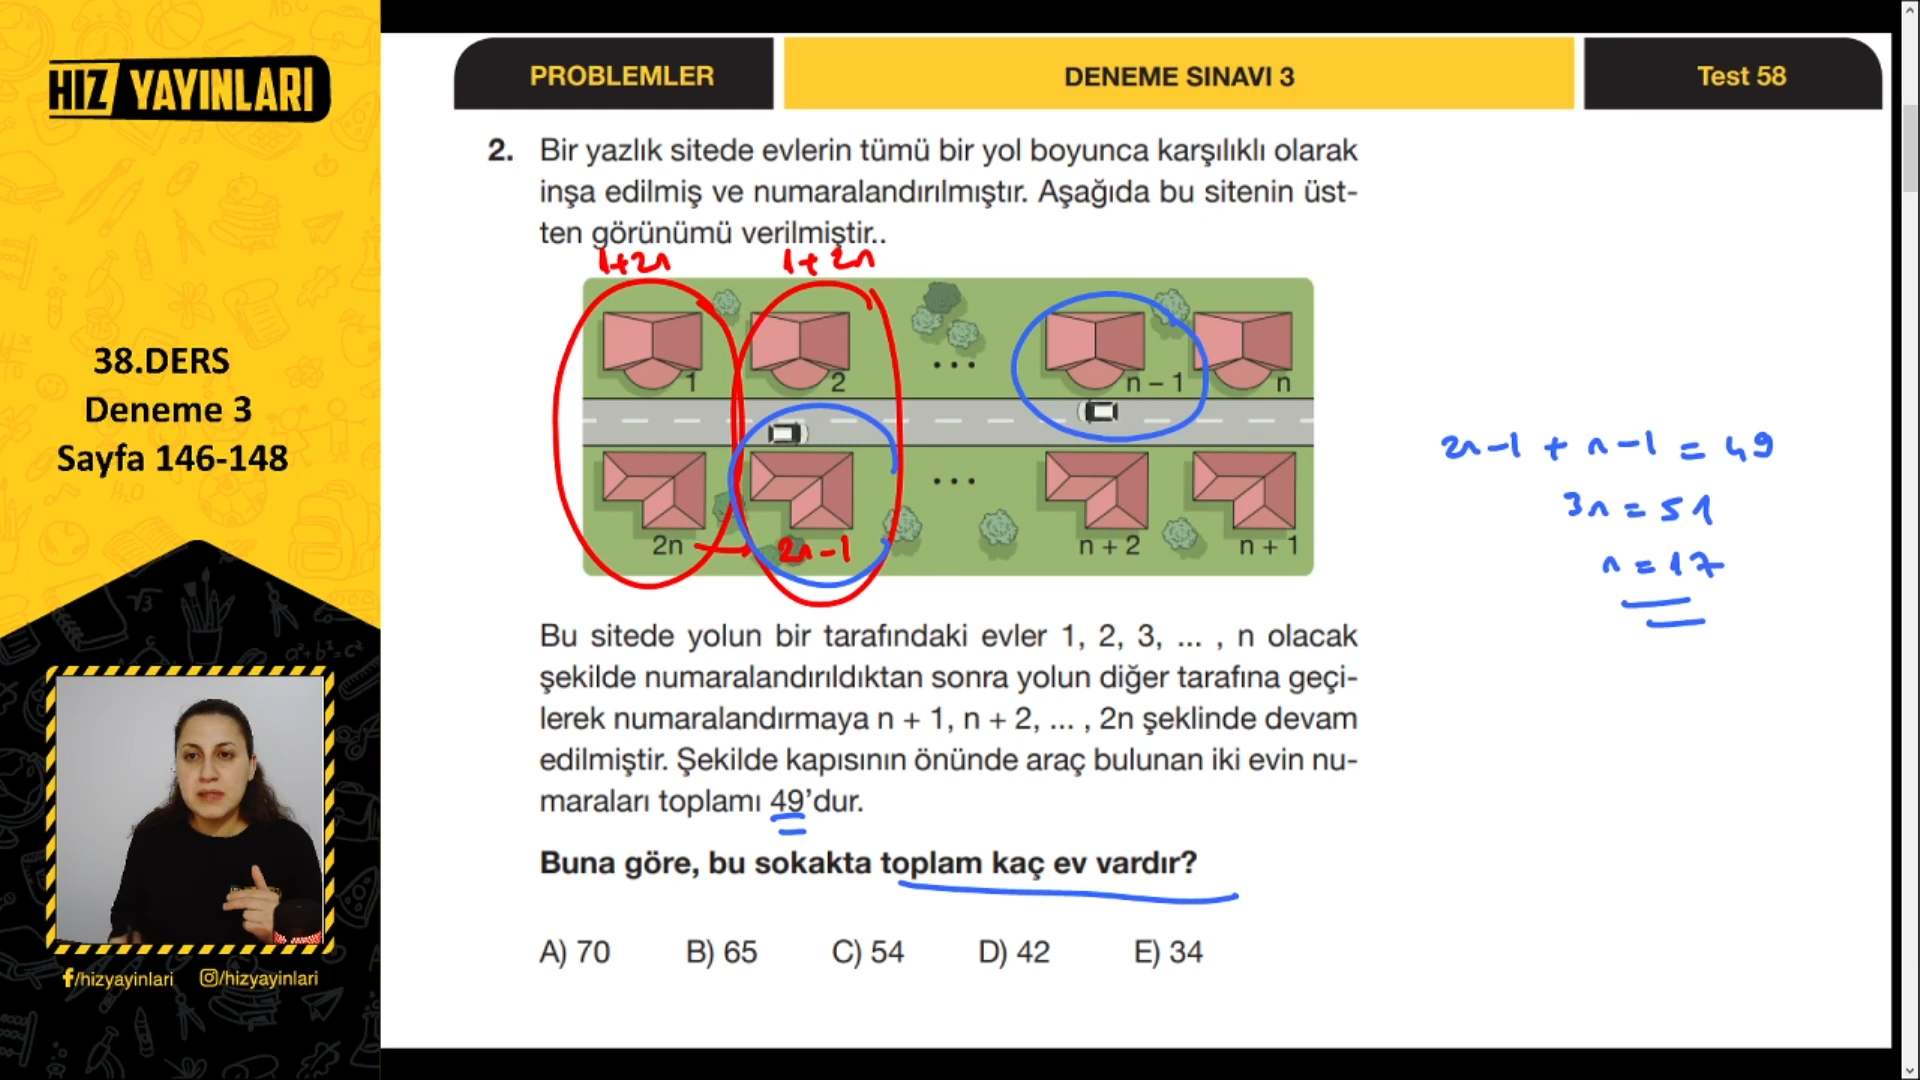 HIZ YAYINLARI
38.DERS
Deneme 3
Sayfa 146-148
f/hizyayinlari
/hizyayinlari
PROBLEMLER
DENEME SINAVI 3
Test 58
2. Bir yazlık sitede evlerin tümü bir yol boyunca karşılıklı olarak
inşa edilmiş ve numaralandırılmıştır. Aşağıda bu sitenin üst-
ten görünümü verilmiştir..
1+2n 1+2n
1 2 ... n – 1 n
...
2n 2n-1 n + 2 n + 1
2n-1 + n-1 = 49
3n = 51
n = 17
Bu sitede yolun bir tarafındaki evler 1, 2, 3, ... , n olacak
şekilde numaralandırıldıktan sonra yolun diğer tarafına geçi-
lerek numaralandırmaya n + 1, n + 2, ... , 2n şeklinde devam
edilmiştir. Şekilde kapısının önünde araç bulunan iki evin nu-
maraları toplamı 49’dur.
Buna göre, bu sokakta toplam kaç ev vardır?
A) 70 B) 65 C) 54 D) 42 E) 34